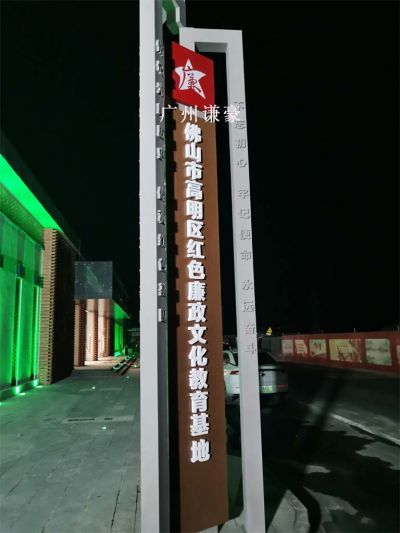 广州谦豪
佛山市高明区红色廉政文化教育基地
不忘初心 牢记使命 永远奋斗